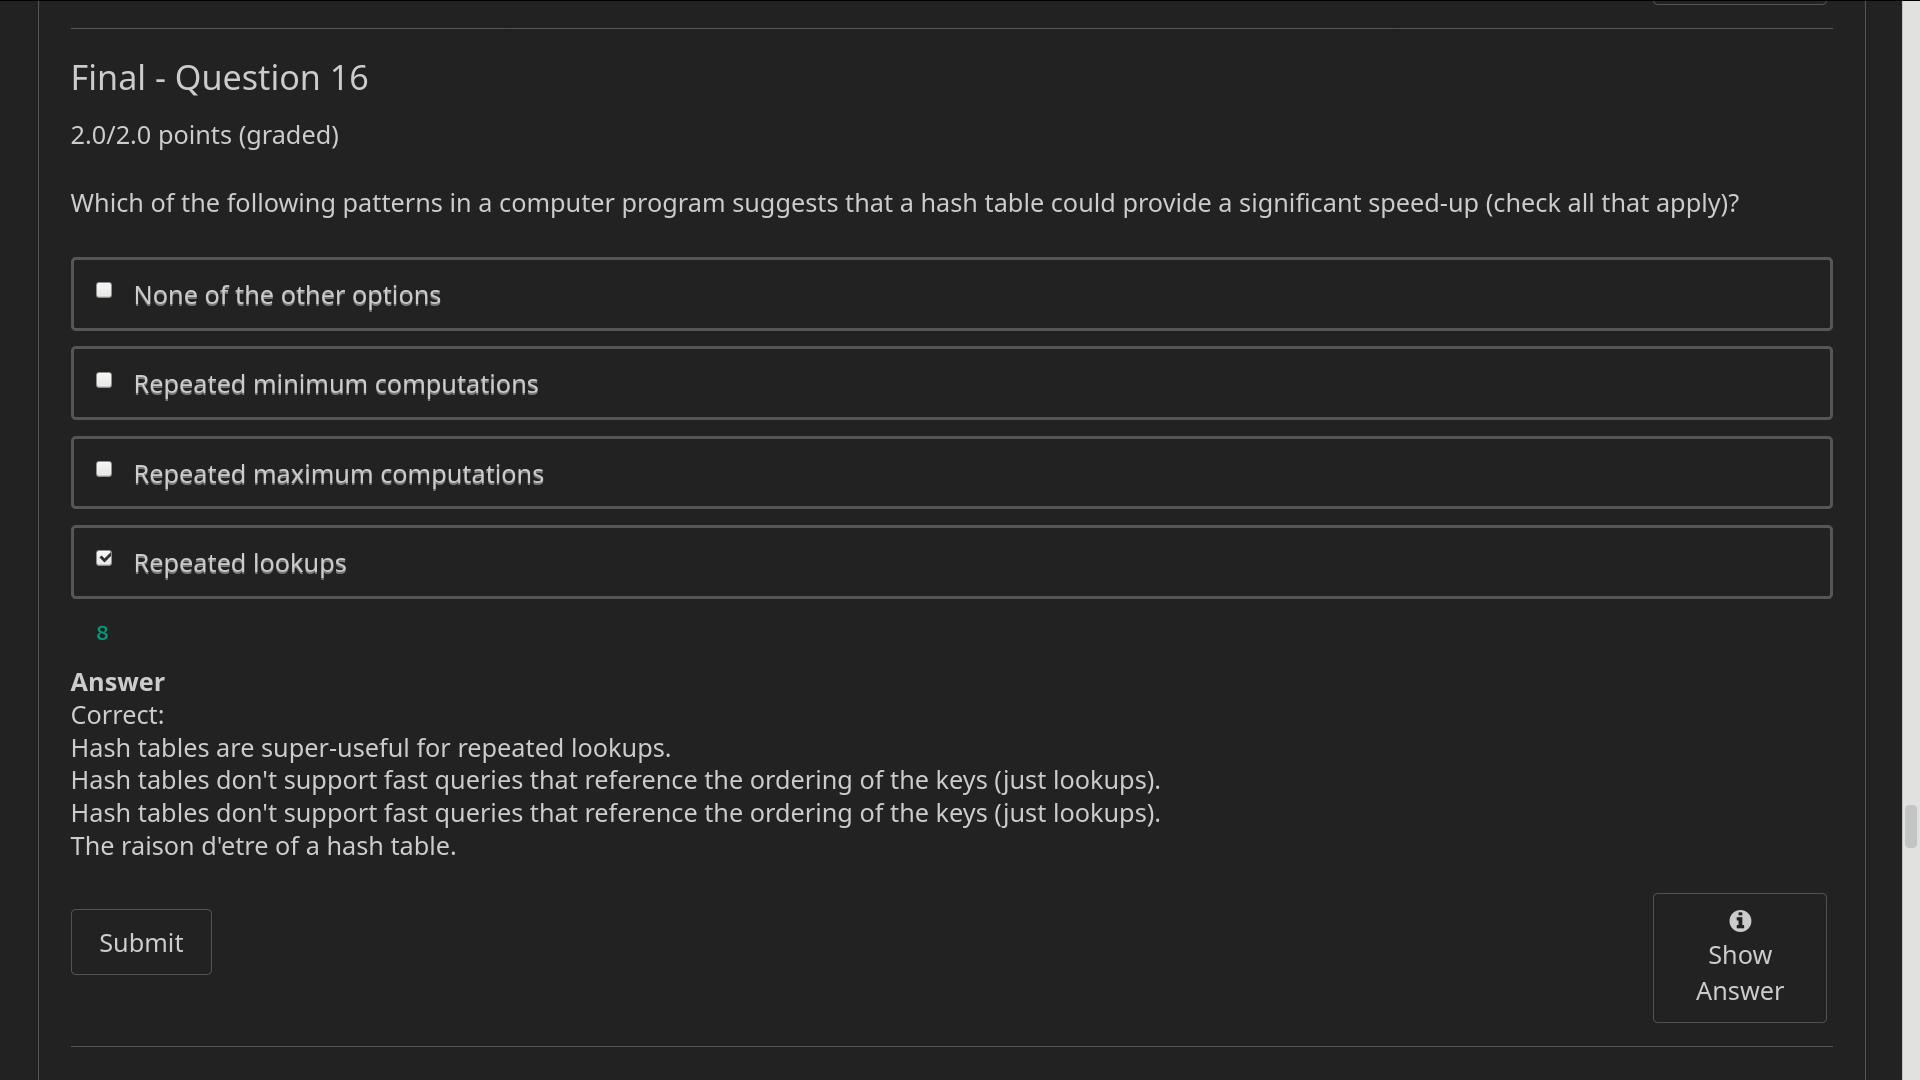 Final - Question 16
2.0/2.0 points (graded)
Which of the following patterns in a computer program suggests that a hash table could provide a significant speed-up (check all that apply)?
None of the other options
Repeated minimum computations
Repeated maximum computations
Repeated lookups
8
Answer
Correct:
Hash tables are super-useful for repeated lookups.
Hash tables don't support fast queries that reference the ordering of the keys (just lookups).
Hash tables don't support fast queries that reference the ordering of the keys (just lookups).
The raison d'etre of a hash table.
Submit
Show
Answer